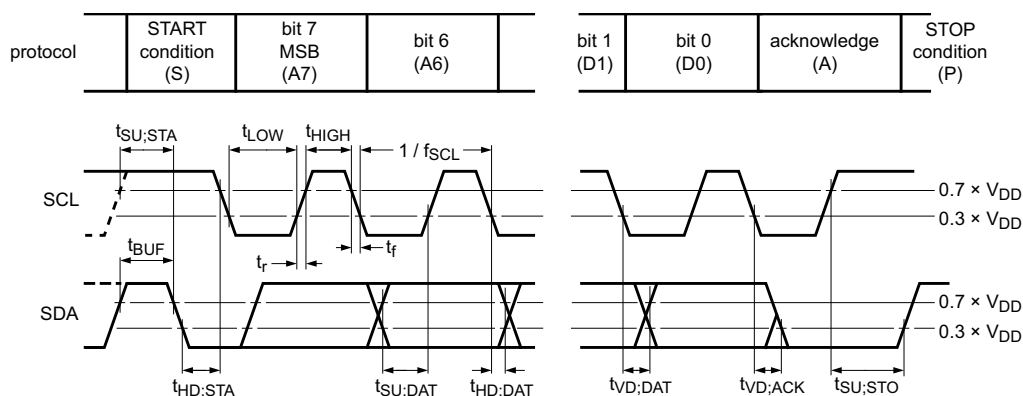 protocol
START
condition
(S)
bit 7
MSB
(A7)
bit 6
(A6)
bit 1
(D1)
bit 0
(D0)
acknowledge
(A)
STOP
condition
(P)
tSU;STA
tLOW
tHIGH
1 / fSCL
SCL
0.7 × VDD
0.3 × VDD
tBUF
tr
tf
SDA
0.7 × VDD
0.3 × VDD
tHD;STA
tSU;DAT
tHD;DAT
tVD;DAT
tVD;ACK
tSU;STO